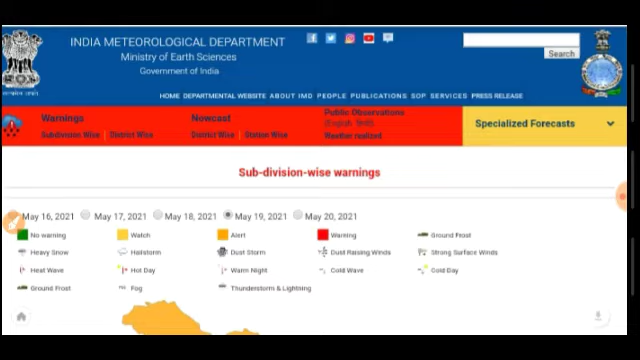 INDIA METEOROLOGICAL DEPARTMENT
Ministry of Earth Sciences
Government of India
Search
HOME DEPARTMENTAL WEBSITE ABOUT IMD PEOPLE PUBLICATIONS SOP SERVICES PRESS RELEASE
Warnings
Subdivision Wise | District Wise
Nowcast
District Wise | Station Wise
Public Observations
Weather realized
Specialized Forecasts
Sub-division-wise warnings
May 16, 2021 May 17, 2021 May 18, 2021 May 19, 2021 May 20, 2021
No warning Watch Alert Warning Ground Frost
Heavy Snow Hailstorm Dust Storm Dust Raising Winds Strong Surface Winds
Heat Wave Hot Day Warm Night Cold Wave Cold Day
Ground Frost Fog Thunderstorm & Lightning